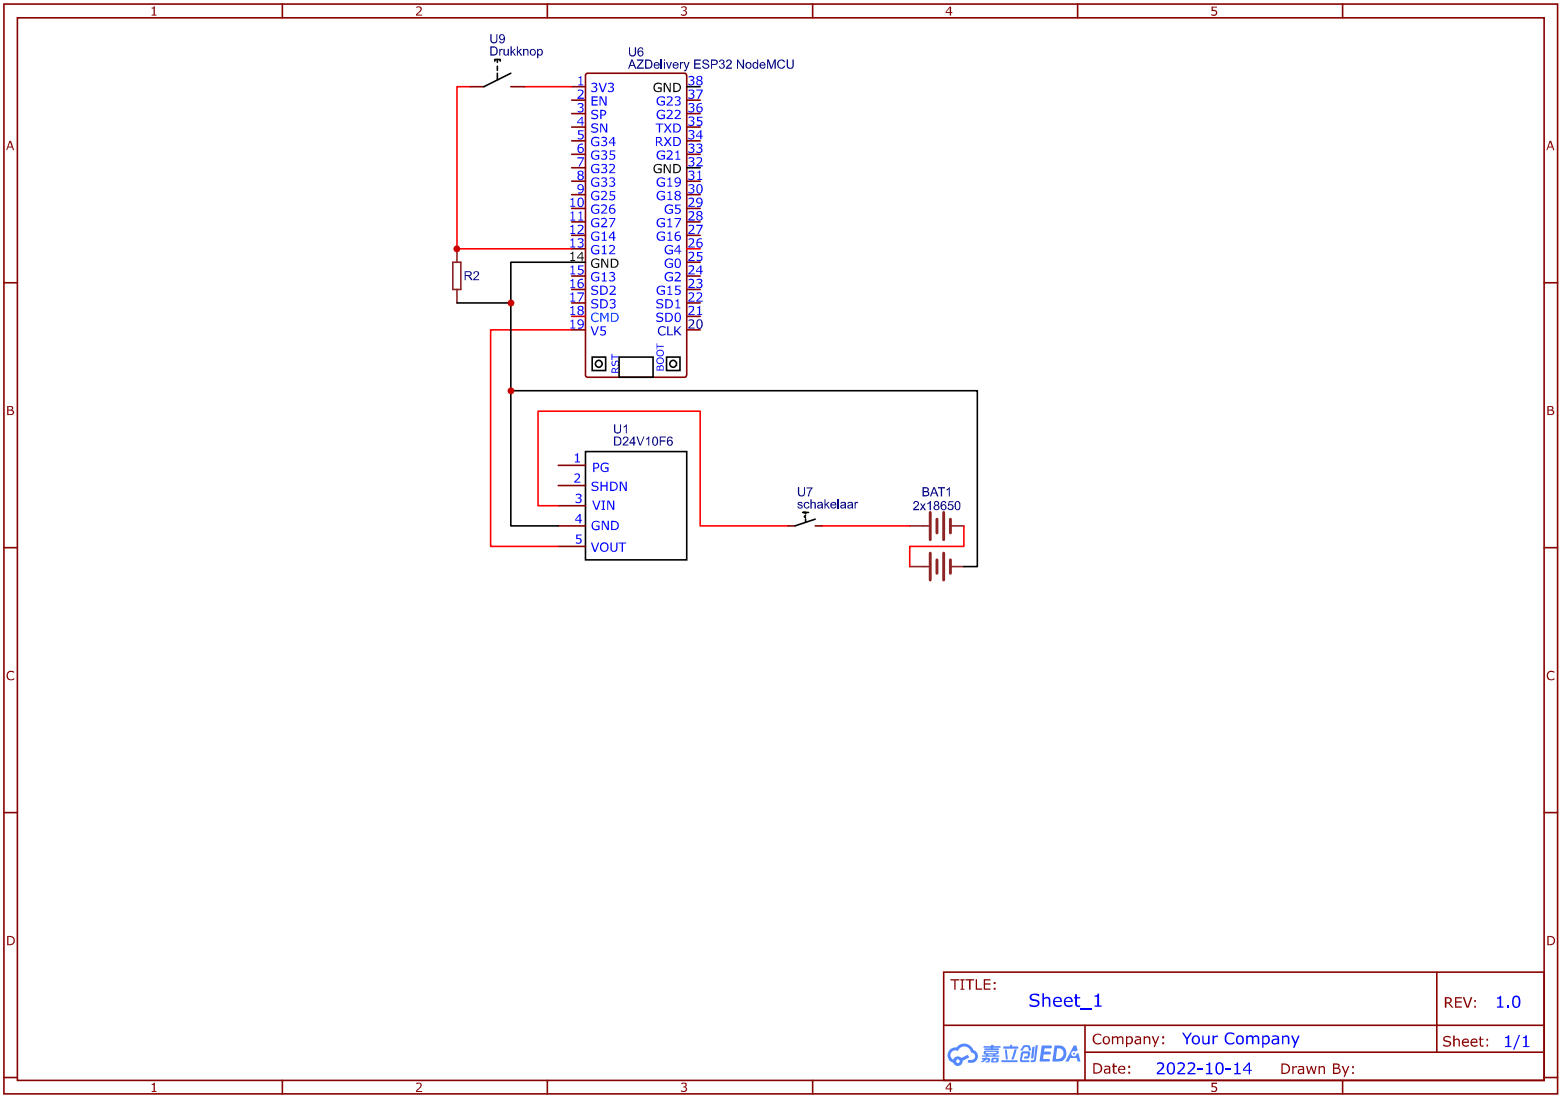 1 2 3 4 5
A
B
C
D
A
B
C
D
1 2 3 4 5
U9
Drukknop
U6
AZDelivery ESP32 NodeMCU
1 3V3
2 EN
3 SP
4 SN
5 G34
6 G35
7 G32
8 G33
9 G25
10 G26
11 G27
12 G14
13 G12
14 GND
15 G13
16 SD2
17 SD3
18 CMD
19 V5
GND 38
G23 37
G22 36
TXD 35
RXD 34
G21 33
GND 32
G19 31
G18 30
G5 29
G17 28
G16 27
G4 26
G0 25
G2 24
G15 23
SD1 22
SD0 21
CLK 20
RST
BOOT
R2
U1
D24V10F6
1 PG
2 SHDN
3 VIN
4 GND
5 VOUT
U7
schakelaar
BAT1
2x18650
TITLE:
Sheet_1
REV: 1.0
嘉立创EDA
Company: Your Company
Sheet: 1/1
Date: 2022-10-14 Drawn By: